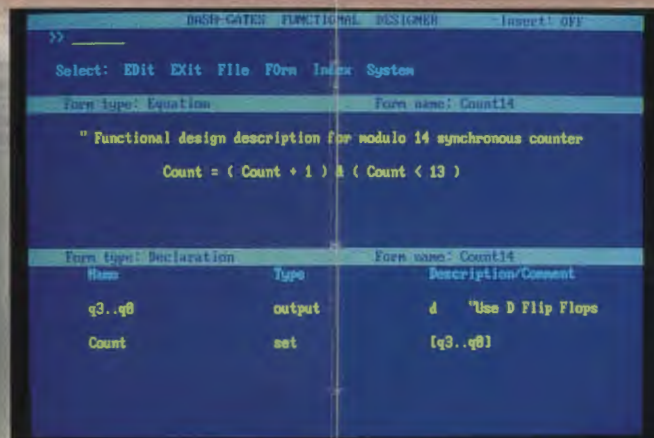 DASH-GATES FUNCTIONAL DESIGNER Insert: OFF
>>
Select: EDit EXit FIle FOrm Index System
Form type: Equation Form name: Count14
" Functional design description for modulo 14 synchronous counter
Count = ( Count + 1 ) & ( Count < 13 )
Form type: Declaration Form name: Count14
Name Type Description/Comment
q3..q0 output d "Use D Flip Flops
Count set [q3..q0]